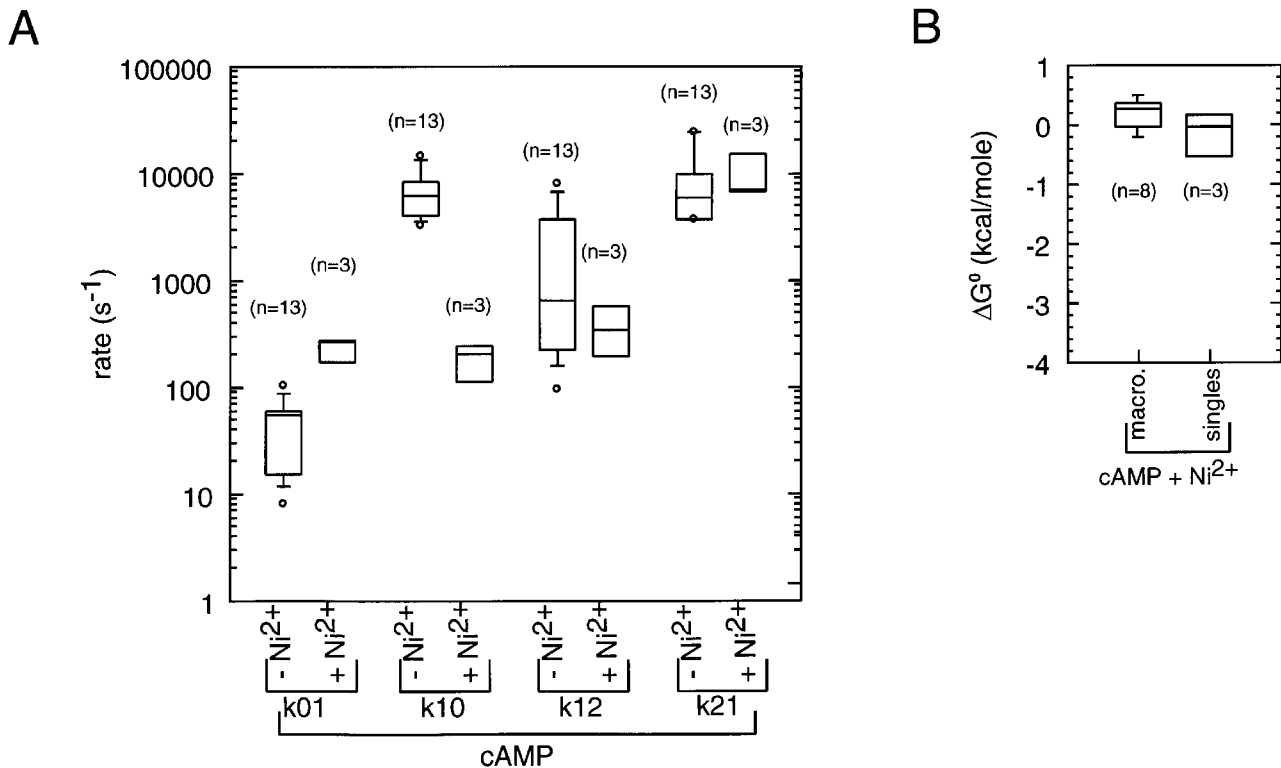 A
B
100000
10000
1000
100
10
1
rate (s⁻¹)
(n=13)
(n=3)
(n=13)
(n=3)
(n=13)
(n=3)
(n=13)
(n=3)
- Ni²⁺
+ Ni²⁺
- Ni²⁺
+ Ni²⁺
- Ni²⁺
+ Ni²⁺
- Ni²⁺
+ Ni²⁺
k01
k10
k12
k21
cAMP
1
0
-1
-2
-3
-4
ΔG⁰ (kcal/mole)
(n=8)
(n=3)
macro.
singles
cAMP + Ni²⁺